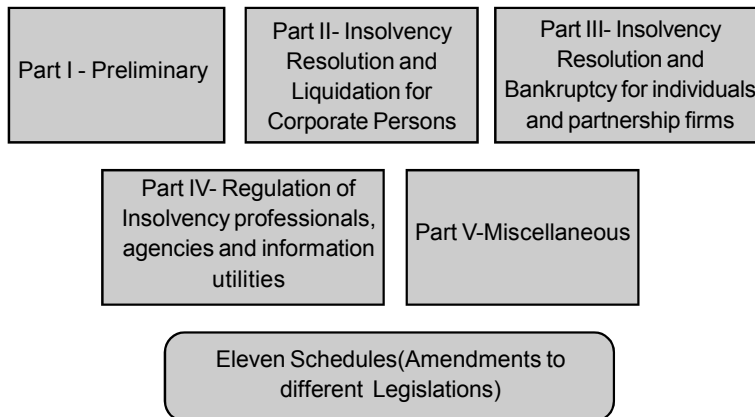 Part I - Preliminary
Part II- Insolvency
Resolution and
Liquidation for
Corporate Persons
Part III- Insolvency
Resolution and
Bankruptcy for individuals
and partnership firms
Part IV- Regulation of
Insolvency professionals,
agencies and information
utilities
Part V-Miscellaneous
Eleven Schedules(Amendments to
different Legislations)